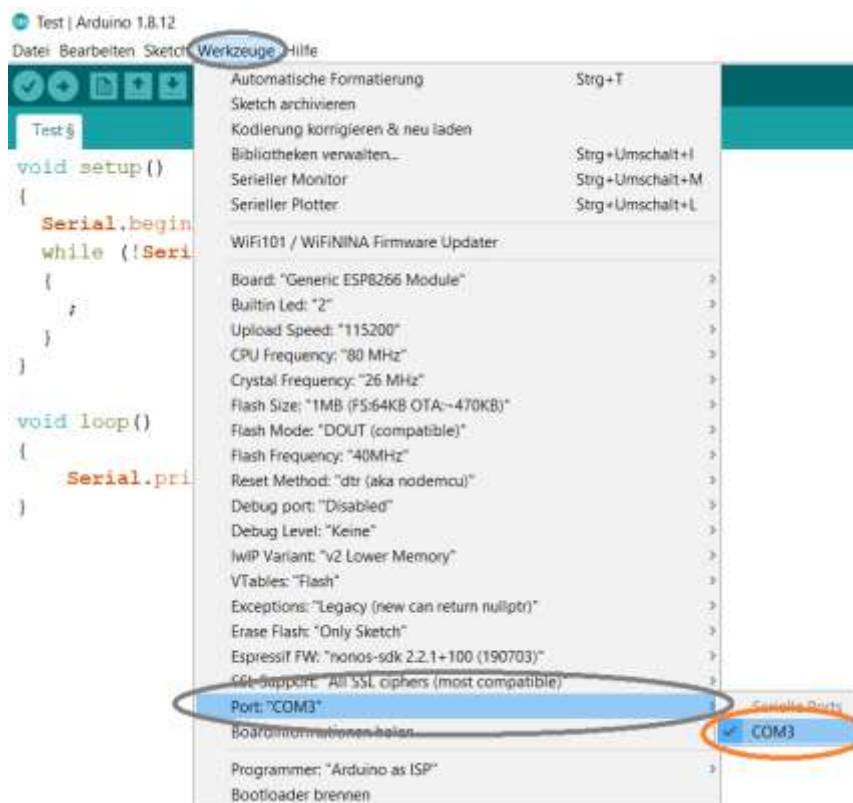 Test | Arduino 1.8.12
Datei Bearbeiten Sketch Werkzeuge Hilfe
Test §
void setup()
{
Serial.begin
while (!Seri
{
;
}
}
void loop()
{
Serial.pri
}
Automatische Formatierung Strg+T
Sketch archivieren
Kodierung korrigieren & neu laden
Bibliotheken verwalten... Strg+Umschalt+I
Serieller Monitor Strg+Umschalt+M
Serieller Plotter Strg+Umschalt+L
WiFi101 / WiFiNINA Firmware Updater
Board: "Generic ESP8266 Module"
Builtin Led: "2"
Upload Speed: "115200"
CPU Frequency: "80 MHz"
Crystal Frequency: "26 MHz"
Flash Size: "1MB (FS:64KB OTA:~470KB)"
Flash Mode: "DOUT (compatible)"
Flash Frequency: "40MHz"
Reset Method: "dtr (aka nodemcu)"
Debug port: "Disabled"
Debug Level: "Keine"
lwIP Variant: "v2 Lower Memory"
VTables: "Flash"
Exceptions: "Legacy (new can return nullptr)"
Erase Flash: "Only Sketch"
Espressif FW: "nonos-sdk 2.2.1+100 (190703)"
SSL Support: "All SSL ciphers (most compatible)"
Port: "COM3"
Boardinformationen holen
Programmer: "Arduino as ISP"
Bootloader brennen
Serielle Ports
COM3